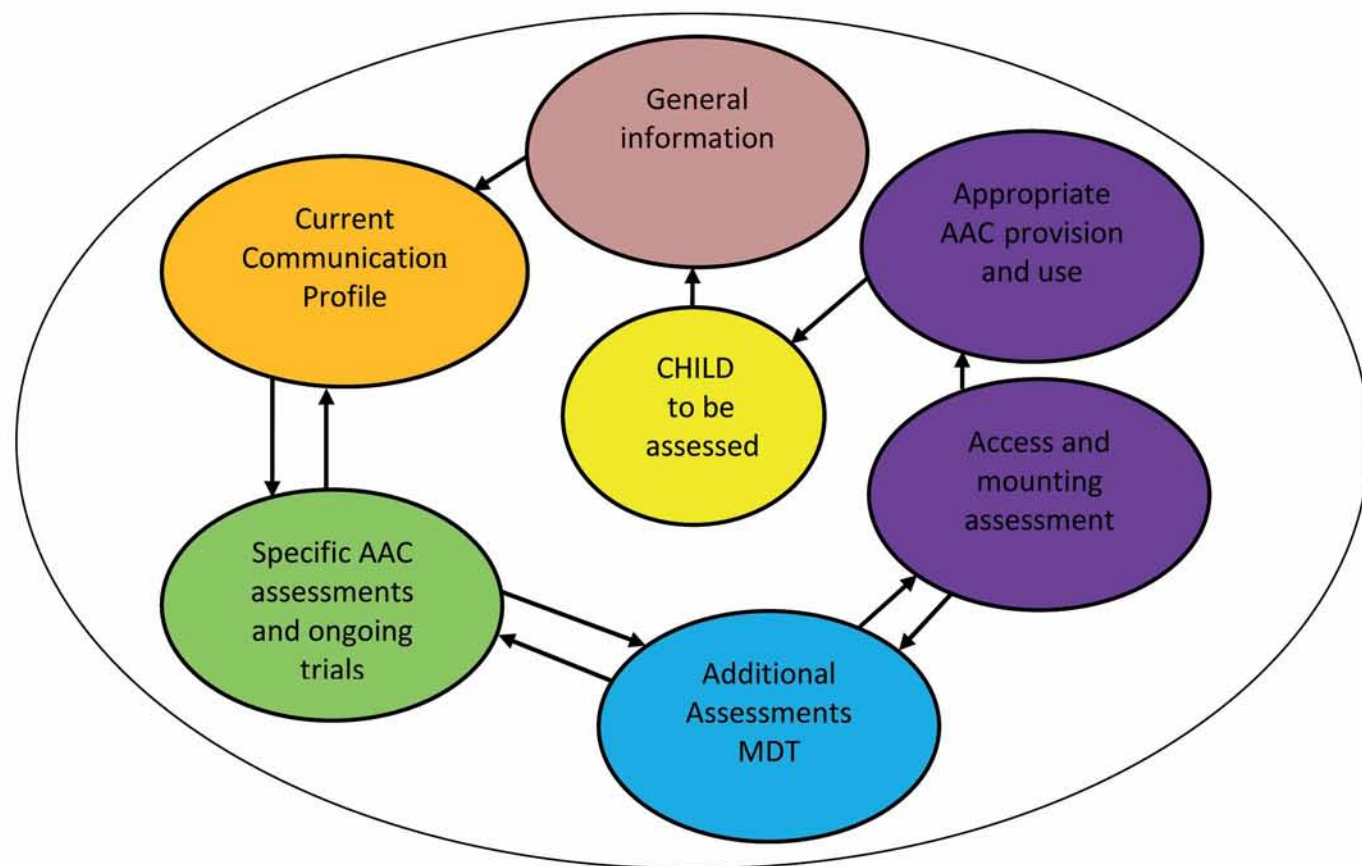 General
information
Current
Communication
Profile
Appropriate
AAC provision
and use
CHILD
to be
assessed
Access and
mounting
assessment
Specific AAC
assessments
and ongoing
trials
Additional
Assessments
MDT